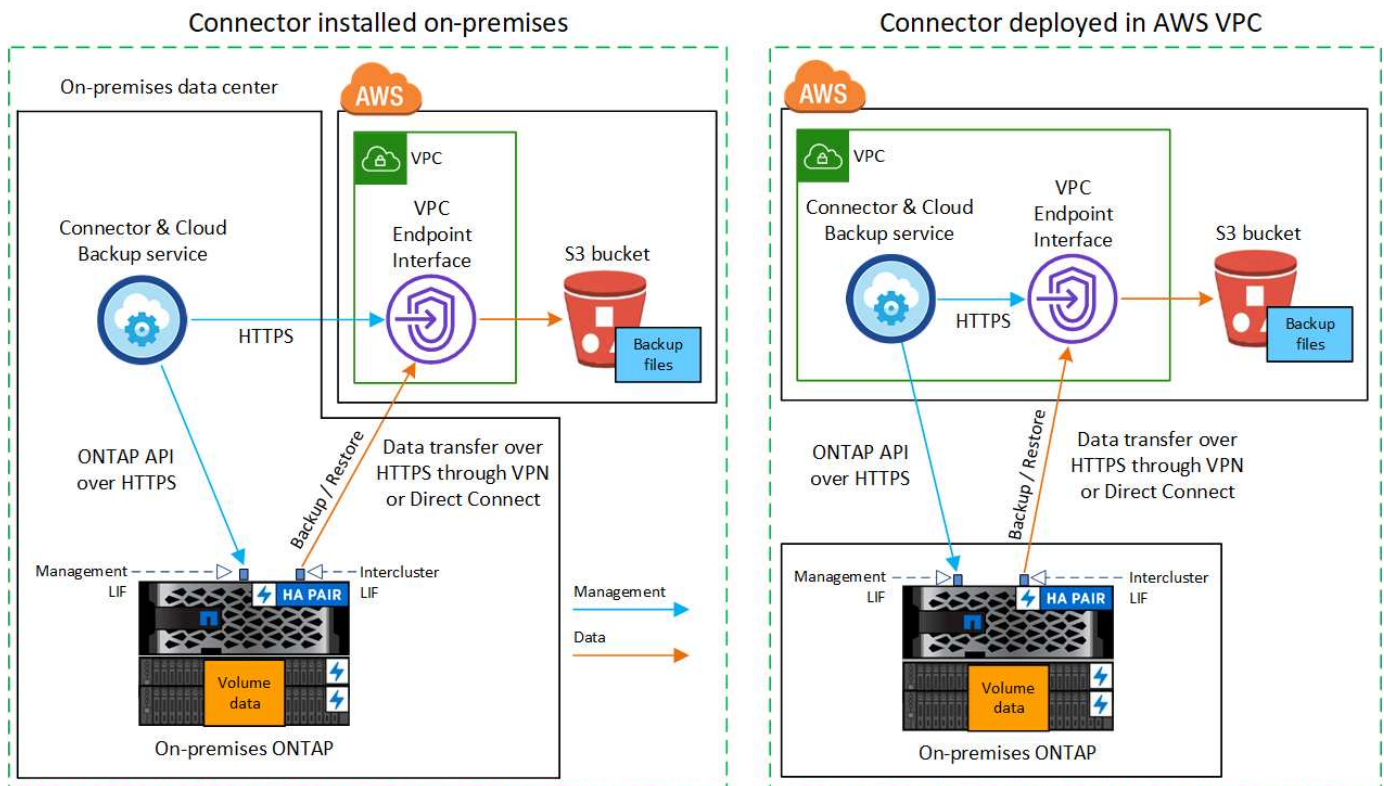 Connector installed on-premises
On-premises data center
AWS
VPC
VPC
Endpoint
Interface
Connector & Cloud
Backup service
S3 bucket
HTTPS
Backup
files
ONTAP API
over HTTPS
Backup / Restore
Data transfer over
HTTPS through VPN
or Direct Connect
Management
LIF
Intercluster
LIF
HA PAIR
Volume
data
On-premises ONTAP
Management
Data
Connector deployed in AWS VPC
AWS
VPC
Connector & Cloud
Backup service
VPC
Endpoint
Interface
S3 bucket
HTTPS
Backup
files
ONTAP API
over HTTPS
Backup / Restore
Data transfer over
HTTPS through VPN
or Direct Connect
Management
LIF
Intercluster
LIF
HA PAIR
Volume
data
On-premises ONTAP